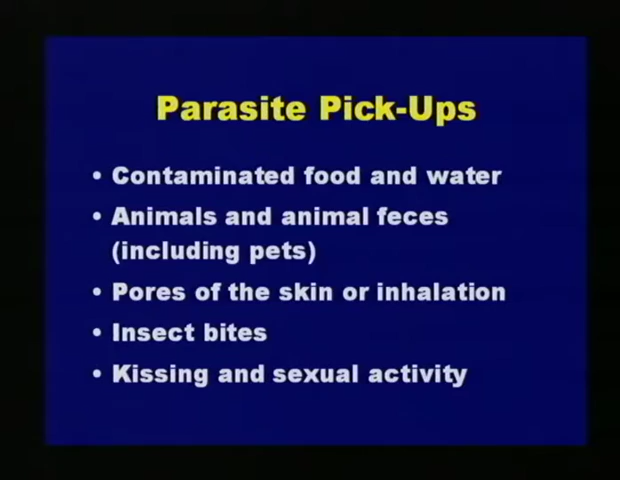 Parasite Pick-Ups
• Contaminated food and water
• Animals and animal feces
(including pets)
• Pores of the skin or inhalation
• Insect bites
• Kissing and sexual activity